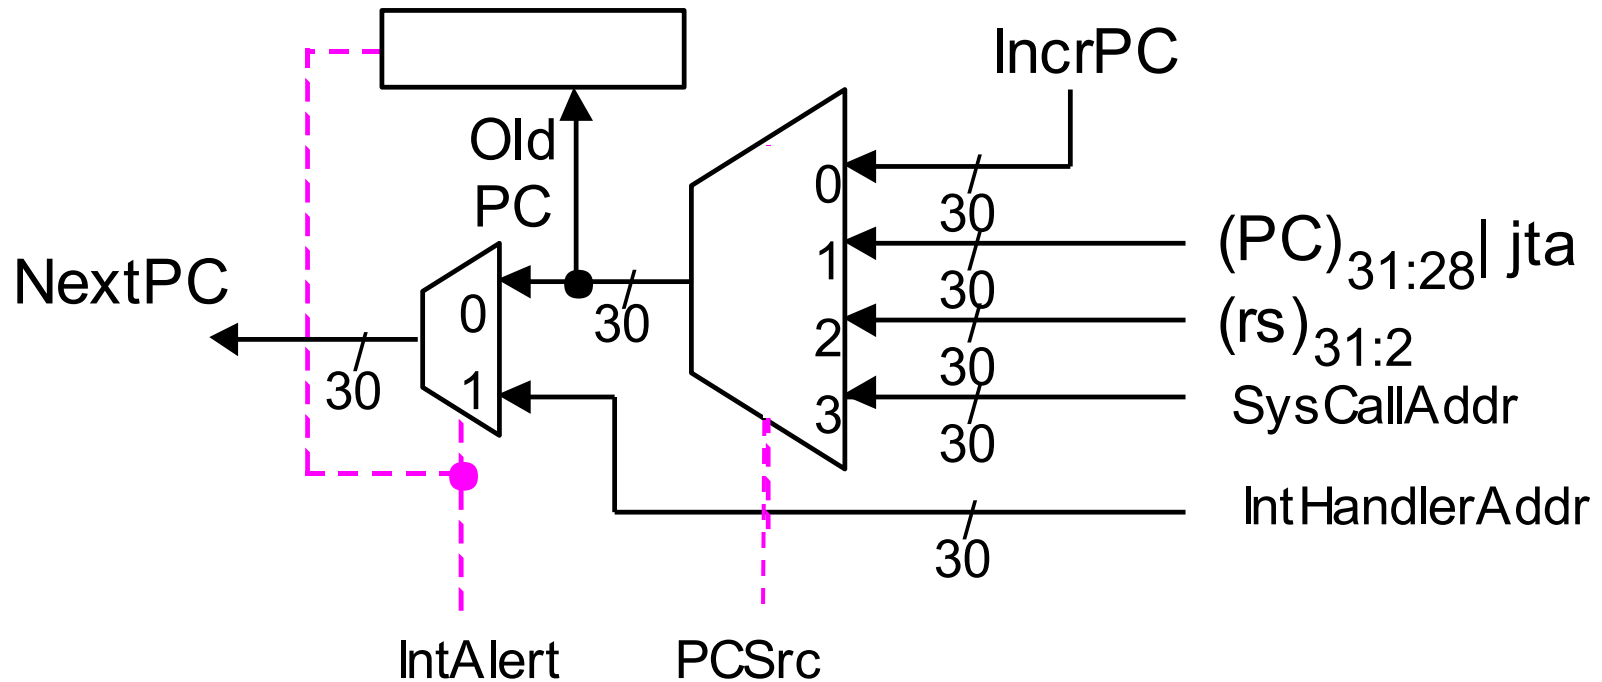 IncrPC
Old
PC
0
30
(PC)31:28| jta
1
NextPC
0
30
30
(rs)31:2
2
30
1
30
SysCallAddr
3
30
IntHandlerAddr
30
IntAlert
PCSrc